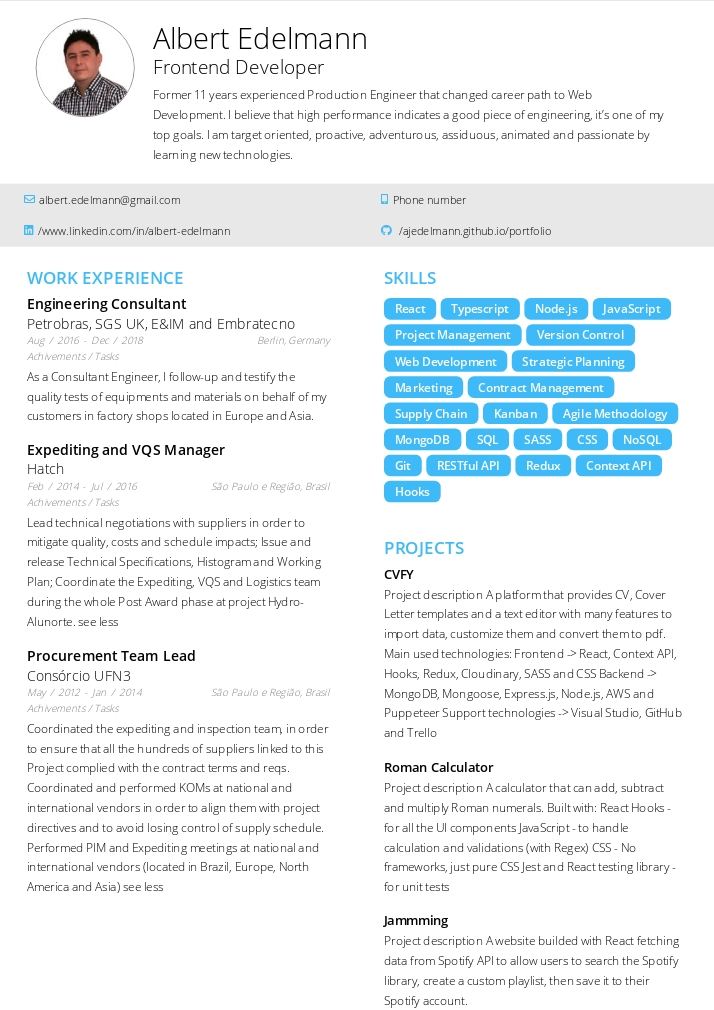 Albert Edelmann
Frontend Developer
Former 11 years experienced Production Engineer that changed career path to Web
Development. I believe that high performance indicates a good piece of engineering, it's one of my
top goals. I am target oriented, proactive, adventurous, assiduous, animated and passionate by
learning new technologies.
albert.edelmann@gmail.com
Phone number
/www.linkedin.com/in/albert-edelmann
/ajedelmann.github.io/portfolio
WORK EXPERIENCE
Engineering Consultant
Petrobras, SGS UK, E&IM and Embratecno
Aug / 2016 - Dec / 2018 Berlin, Germany
Achivements / Tasks
As a Consultant Engineer, I follow-up and testify the
quality tests of equipments and materials on behalf of my
customers in factory shops located in Europe and Asia.
Expediting and VQS Manager
Hatch
Feb / 2014 - Jul / 2016 São Paulo e Região, Brasil
Achivements / Tasks
Lead technical negotiations with suppliers in order to
mitigate quality, costs and schedule impacts; Issue and
release Technical Specifications, Histogram and Working
Plan; Coordinate the Expediting, VQS and Logistics team
during the whole Post Award phase at project Hydro-
Alunorte. see less
Procurement Team Lead
Consórcio UFN3
May / 2012 - Jan / 2014 São Paulo e Região, Brasil
Achivements / Tasks
Coordinated the expediting and inspection team, in order
to ensure that all the hundreds of suppliers linked to this
Project complied with the contract terms and reqs.
Coordinated and performed KOMs at national and
international vendors in order to align them with project
directives and to avoid losing control of supply schedule.
Performed PIM and Expediting meetings at national and
international vendors (located in Brazil, Europe, North
America and Asia) see less
SKILLS
React Typescript Node.js JavaScript
Project Management Version Control
Web Development Strategic Planning
Marketing Contract Management
Supply Chain Kanban Agile Methodology
MongoDB SQL SASS CSS NoSQL
Git RESTful API Redux Context API
Hooks
PROJECTS
CVFY
Project description A platform that provides CV, Cover
Letter templates and a text editor with many features to
import data, customize them and convert them to pdf.
Main used technologies: Frontend -> React, Context API,
Hooks, Redux, Cloudinary, SASS and CSS Backend ->
MongoDB, Mongoose, Express.js, Node.js, AWS and
Puppeteer Support technologies -> Visual Studio, GitHub
and Trello
Roman Calculator
Project description A calculator that can add, subtract
and multiply Roman numerals. Built with: React Hooks -
for all the UI components JavaScript - to handle
calculation and validations (with Regex) CSS - No
frameworks, just pure CSS Jest and React testing library -
for unit tests
Jammming
Project description A website builded with React fetching
data from Spotify API to allow users to search the Spotify
library, create a custom playlist, then save it to their
Spotify account.